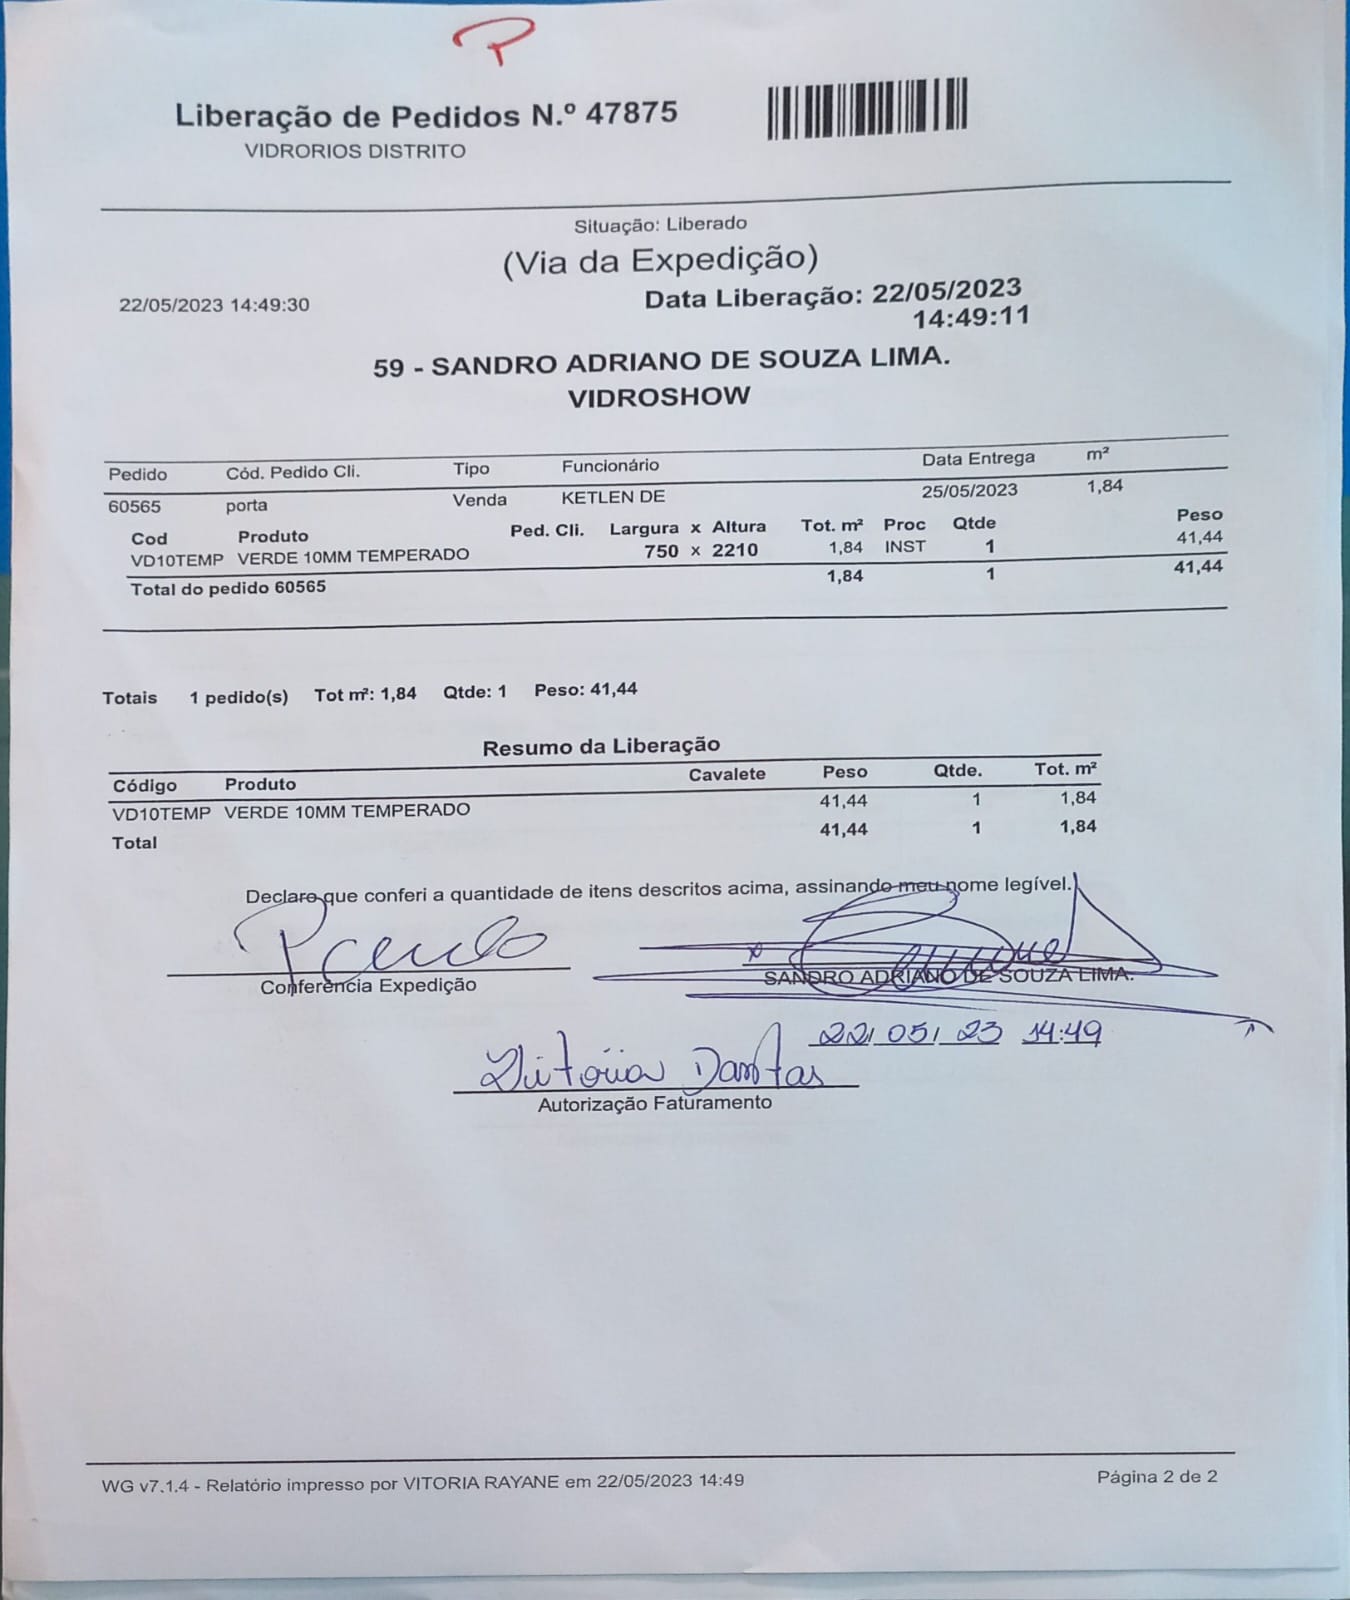 P
Liberação de Pedidos N.º 47875
VIDRORIOS DISTRITO
Situação: Liberado
(Via da Expedição)
22/05/2023 14:49:30
Data Liberação: 22/05/2023
14:49:11
59 - SANDRO ADRIANO DE SOUZA LIMA.
VIDROSHOW
Pedido Cód. Pedido Cli. Tipo Funcionário Data Entrega m²
60565 porta Venda KETLEN DE 25/05/2023 1,84
Cod Produto Ped. Cli. Largura x Altura Tot. m² Proc Qtde Peso
VD10TEMP VERDE 10MM TEMPERADO 750 x 2210 1,84 INST 1 41,44
Total do pedido 60565 1,84 1 41,44
Totais 1 pedido(s) Tot m²: 1,84 Qtde: 1 Peso: 41,44
Resumo da Liberação
Código Produto Cavalete Peso Qtde. Tot. m²
VD10TEMP VERDE 10MM TEMPERADO 41,44 1 1,84
Total 41,44 1 1,84
Declaro que conferi a quantidade de itens descritos acima, assinando meu nome legível.
x
Conferência Expedição
SANDRO ADRIANO DE SOUZA LIMA.
22/05/23 14:49
Vitória Dantas
Autorização Faturamento
WG v7.1.4 - Relatório impresso por VITORIA RAYANE em 22/05/2023 14:49
Página 2 de 2